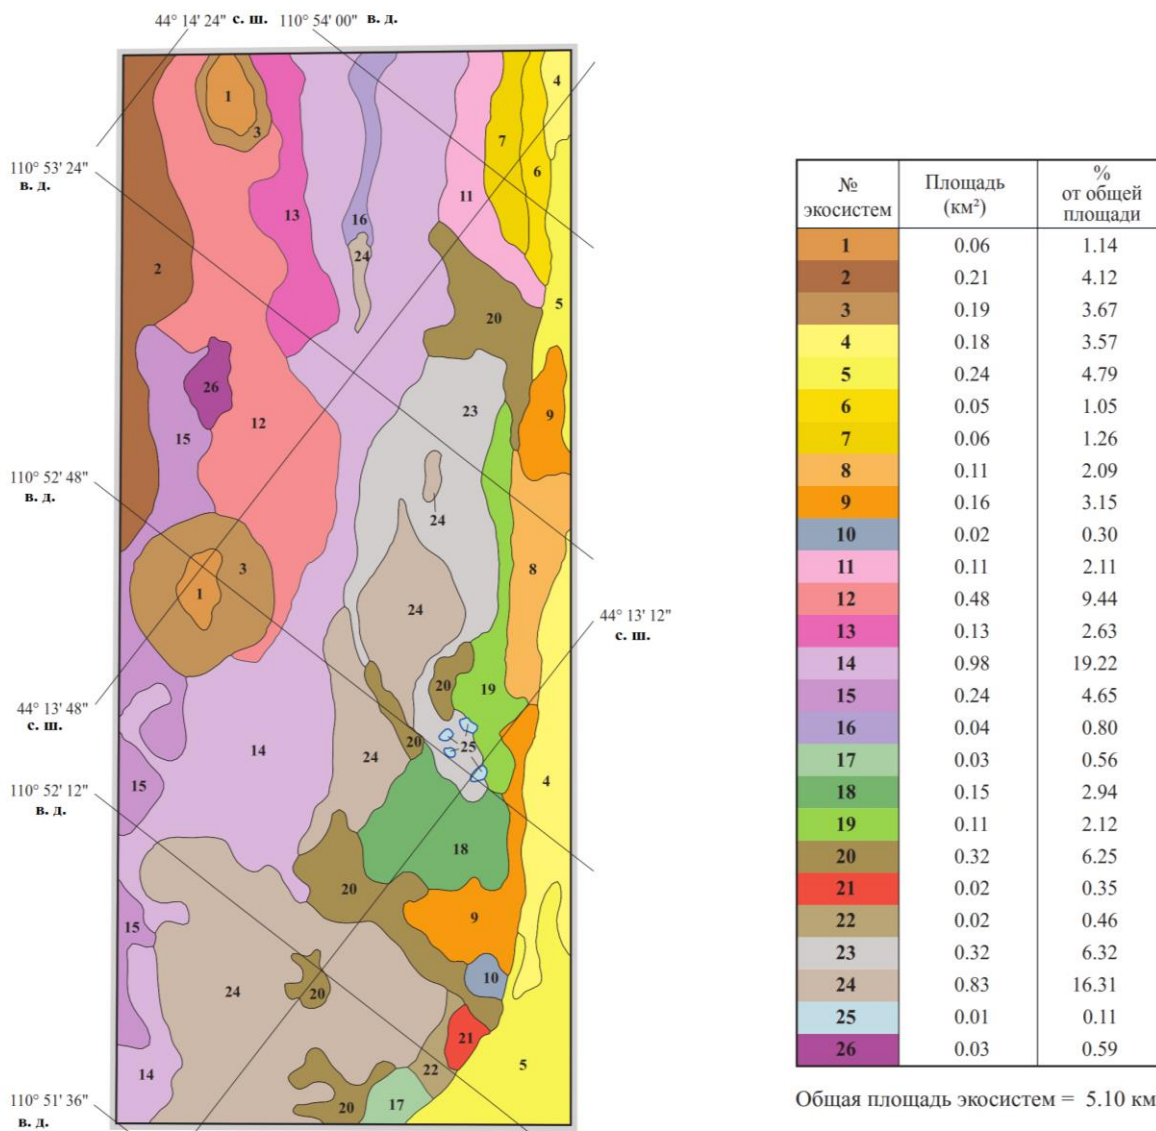 44° 14' 24" с. ш. 110° 54' 00" в. д.
4
1
3
7
110° 53' 24"
в. д.
6
11
13
16
24
2
5
20
26
23
9
12
15
110° 52' 48"
в. д.
24
3
8
1
24
44° 13' 12"
с. ш.
20
19
44° 13' 48"
с. ш.
20
25
14
24
4
110° 52' 12"
в. д.
15
18
20
9
15
10
24
20
21
5
22
14
110° 51' 36"
в. д.
20
17
№
экосистем
Площадь
(км²)
%
от общей
площади
1 0.06 1.14
2 0.21 4.12
3 0.19 3.67
4 0.18 3.57
5 0.24 4.79
6 0.05 1.05
7 0.06 1.26
8 0.11 2.09
9 0.16 3.15
10 0.02 0.30
11 0.11 2.11
12 0.48 9.44
13 0.13 2.63
14 0.98 19.22
15 0.24 4.65
16 0.04 0.80
17 0.03 0.56
18 0.15 2.94
19 0.11 2.12
20 0.32 6.25
21 0.02 0.35
22 0.02 0.46
23 0.32 6.32
24 0.83 16.31
25 0.01 0.11
26 0.03 0.59
Общая площадь экосистем = 5.10 км